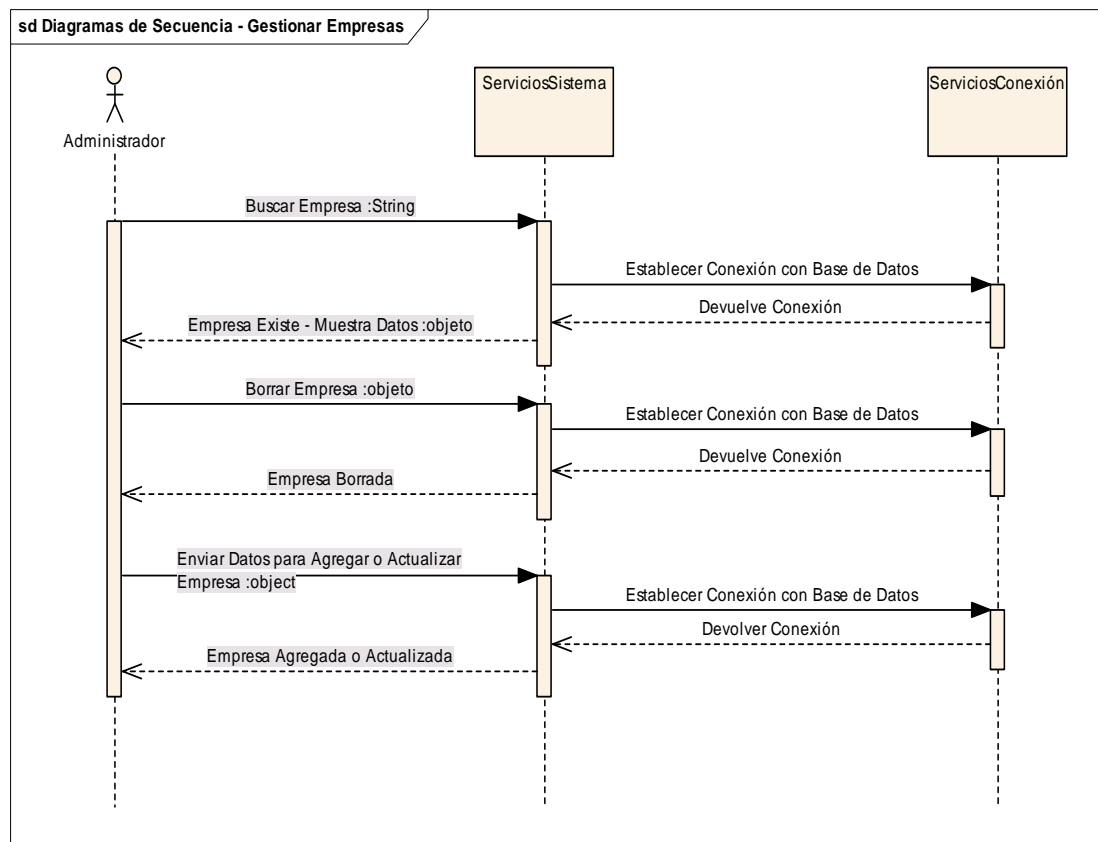 sd Diagramas de Secuencia - Gestionar Empresas
Administrador
ServiciosSistema
ServiciosConexión
Buscar Empresa :String
Establecer Conexión con Base de Datos
Devuelve Conexión
Empresa Existe - Muestra Datos :objeto
Borrar Empresa :objeto
Establecer Conexión con Base de Datos
Devuelve Conexión
Empresa Borrada
Enviar Datos para Agregar o Actualizar
Empresa :object
Establecer Conexión con Base de Datos
Devolver Conexión
Empresa Agregada o Actualizada